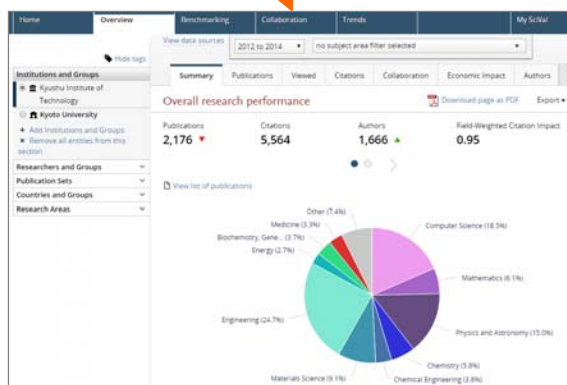 Home Overview Benchmarking Collaboration Trends My SciVal
View data sources 2012 to 2014 no subject area filter selected
Hide tags
Institutions and Groups
Kyushu Institute of
Technology
Kyoto University
+ Add Institutions and Groups
Remove all entities from this
section
Researchers and Groups
Publication Sets
Countries and Groups
Research Areas
Summary Publications Viewed Citations Collaboration Economic Impact Authors
Overall research performance Download page as PDF Export
Publications Citations Authors Field-Weighted Citation Impact
2,176 5,564 1,666 0.95
View list of publications
Other (7.4%)
Medicine (3.3%)
Biochemistry, Gene... (3.7%)
Energy (2.7%)
Engineering (24.7%)
Materials Science (9.1%)
Computer Science (18.5%)
Mathematics (6.1%)
Physics and Astronomy (15.0%)
Chemistry (5.8%)
Chemical Engineering (3.8%)